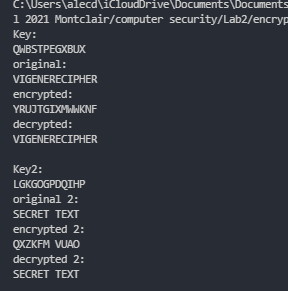 C:\Users\alecd\iCloudDrive\Documents\Documents
l 2021 Montclair/computer security/Lab2/encryp
Key:
QWBSTPEGXBUX
original:
VIGENERECIPHER
encrypted:
YRUJTGIXMWWKNF
decrypted:
VIGENERECIPHER
Key2:
LGKGOGPDQIHP
original 2:
SECRET TEXT
encrypted 2:
QXZKFM VUAO
decrypted 2:
SECRET TEXT